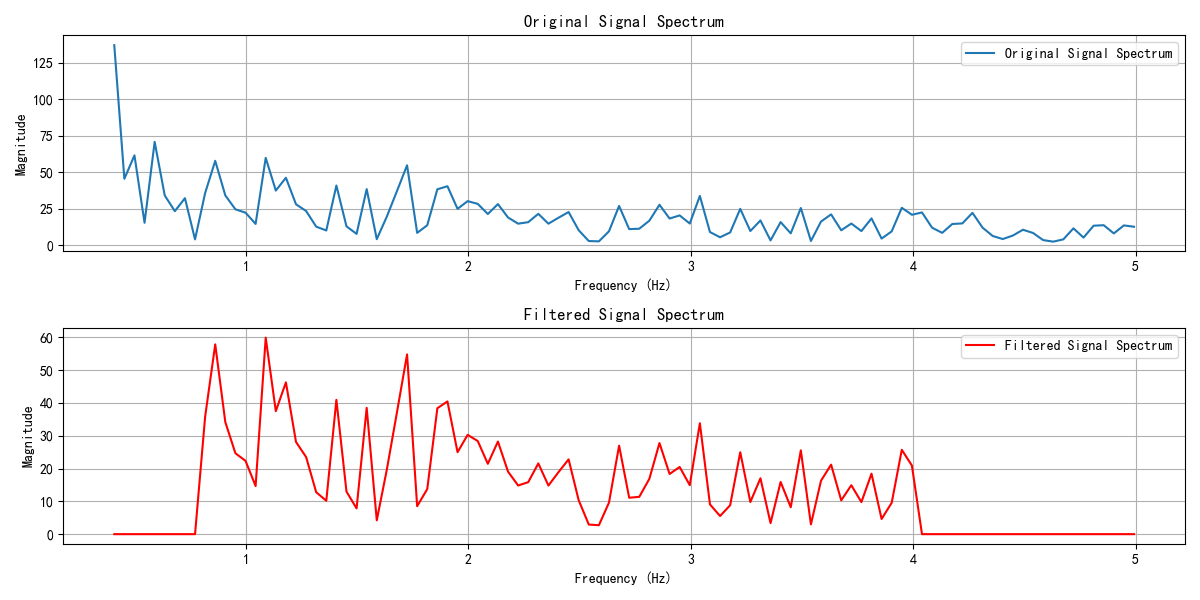 Original Signal Spectrum
Original Signal Spectrum
Magnitude
125
100
75
50
25
0
1 2 3 4 5
Frequency (Hz)
Filtered Signal Spectrum
Filtered Signal Spectrum
Magnitude
60
50
40
30
20
10
0
1 2 3 4 5
Frequency (Hz)